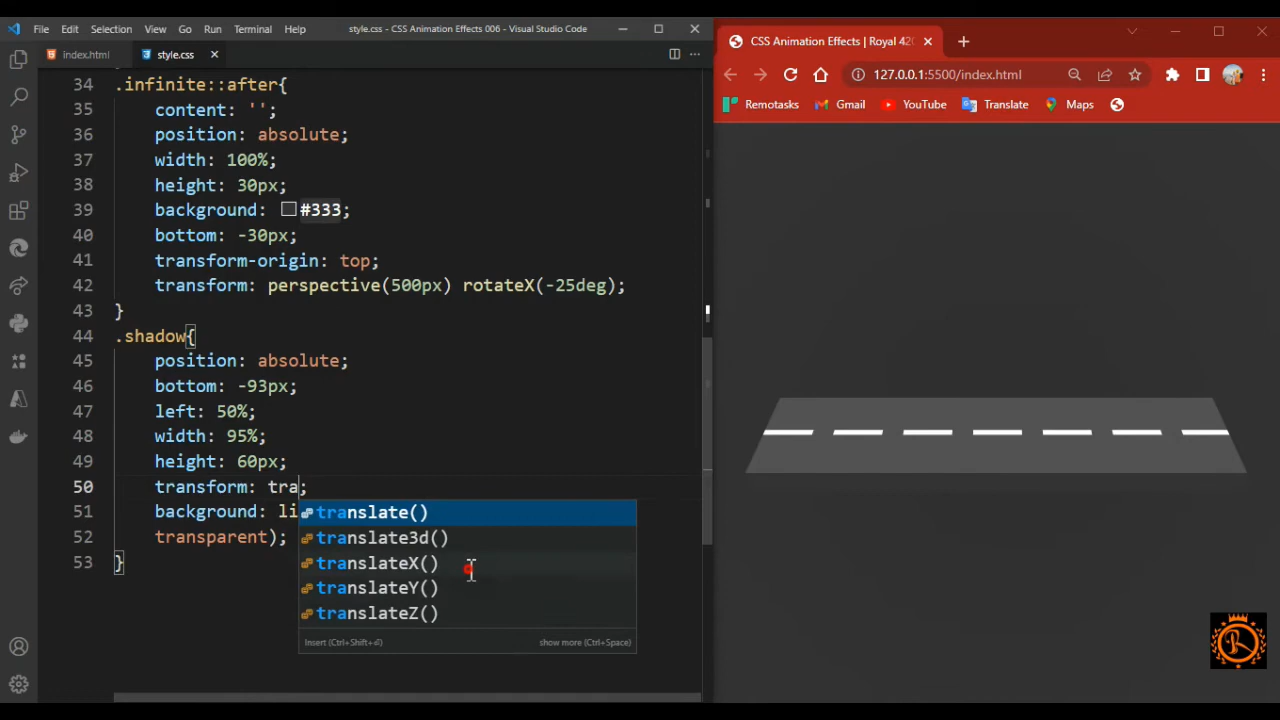 File Edit Selection View Go Run Terminal Help
style.css - CSS Animation Effects 006 - Visual Studio Code
index.html
style.css
34 .infinite::after{
35 content: '';
36 position: absolute;
37 width: 100%;
38 height: 30px;
39 background: #333;
40 bottom: -30px;
41 transform-origin: top;
42 transform: perspective(500px) rotateX(-25deg);
43 }
44 .shadow{
45 position: absolute;
46 bottom: -93px;
47 left: 50%;
48 width: 95%;
49 height: 60px;
50 transform: tra;
51 background: li
52 transparent);
53 }
translate()
translate3d()
translateX()
translateY()
translateZ()
Insert (Ctrl+Shift+⏎) show more (Ctrl+Space)
CSS Animation Effects | Royal 420
127.0.0.1:5500/index.html
Remotasks Gmail YouTube Translate Maps